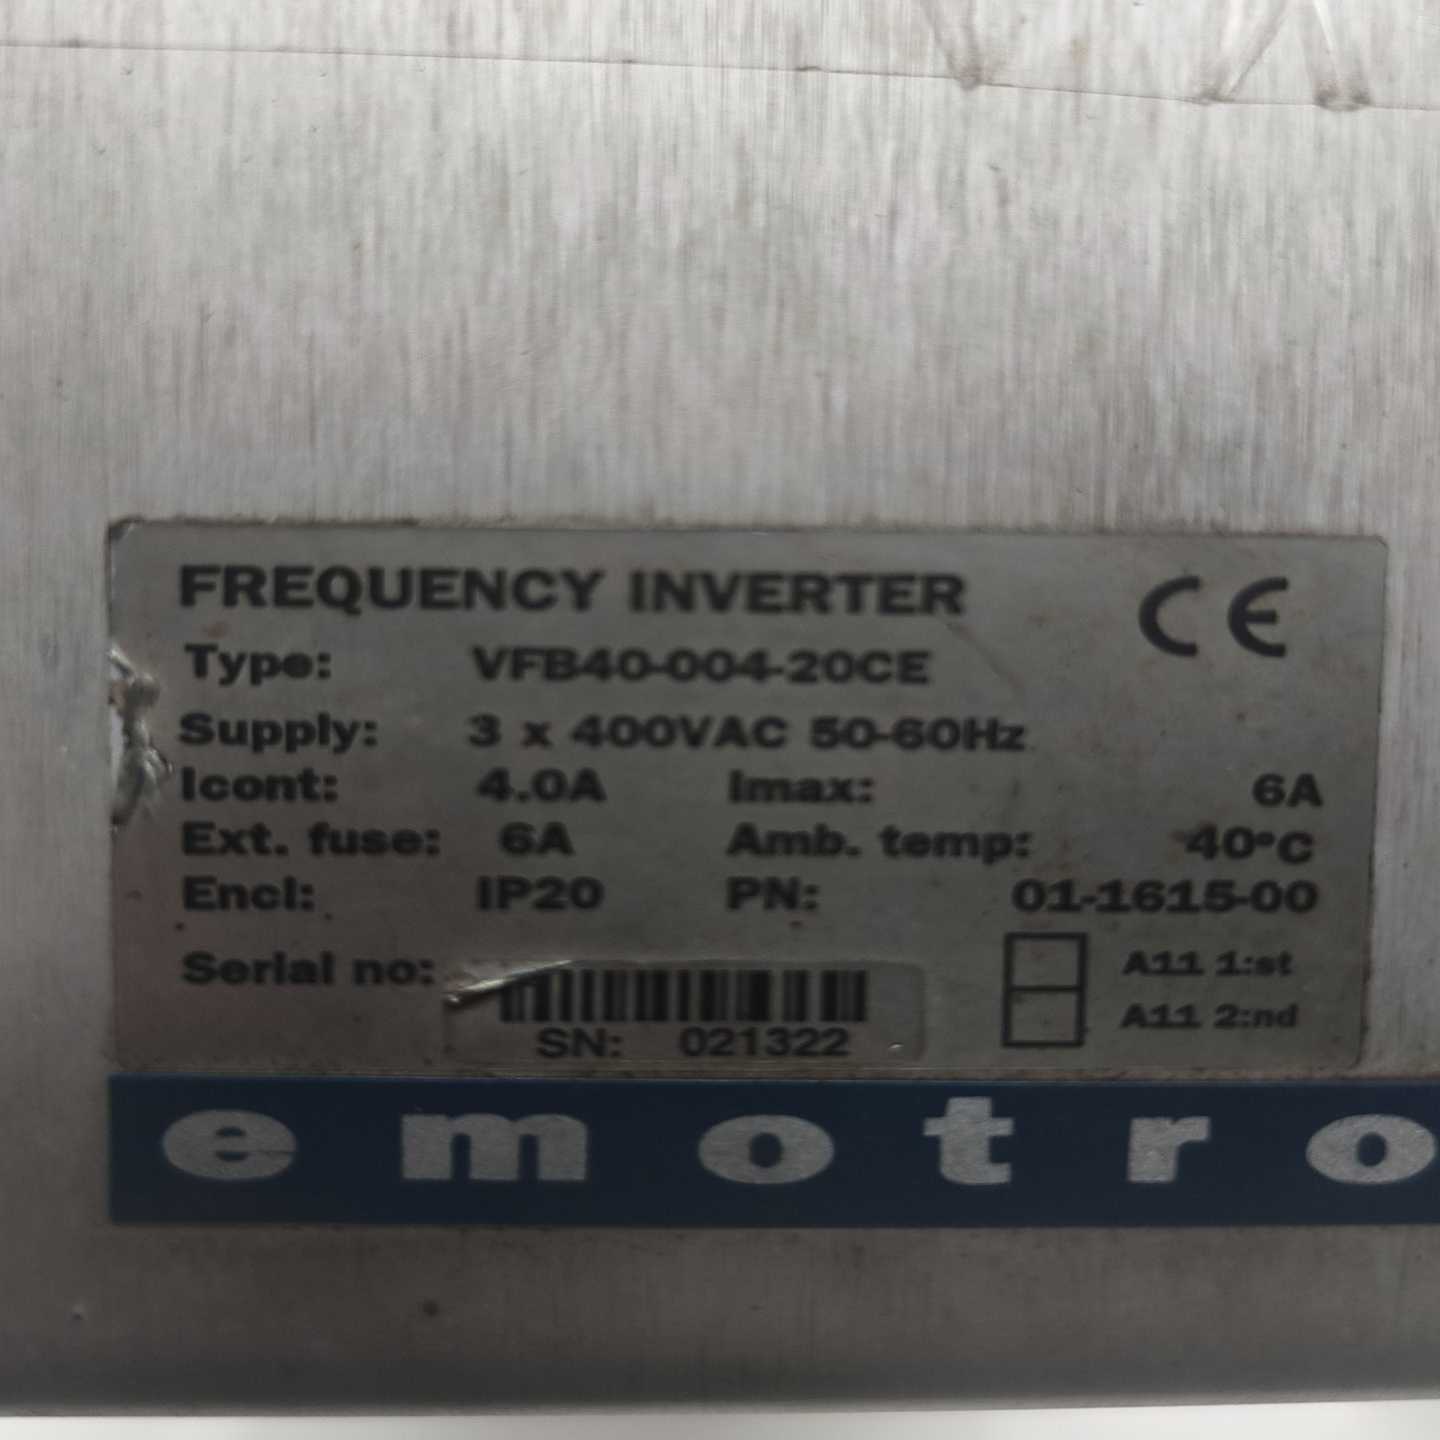 FREQUENCY INVERTER CE
Type: VFB40-004-20CE
Supply: 3 x 400VAC 50-60Hz
Icont: 4.0A Imax: 6A
Ext. fuse: 6A Amb. temp: 40°C
Encl: IP20 PN: 01-1615-00
Serial no:
A11 1:st
A11 2:nd
SN: 021322
emotro